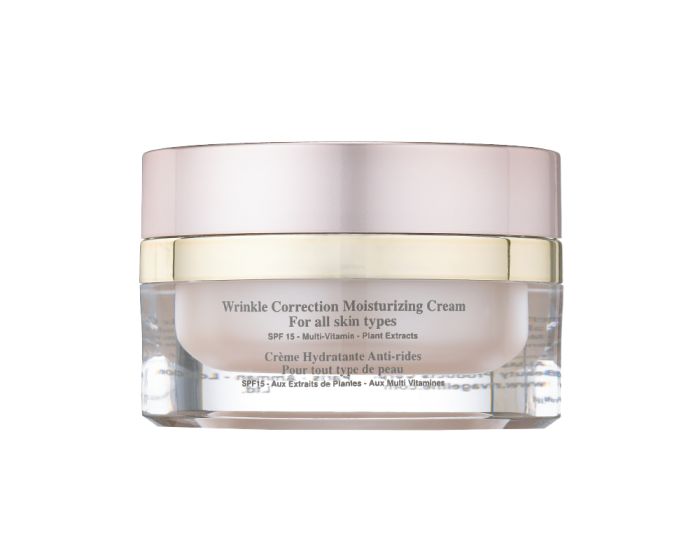 Wrinkle Correction Moisturizing Cream
For all skin types
SPF 15 - Multi-Vitamin - Plant Extracts
Crème Hydratante Anti-rides
Pour tout type de peau
SPF15 - Aux Extraits de Plantes - Aux Multi Vitamines